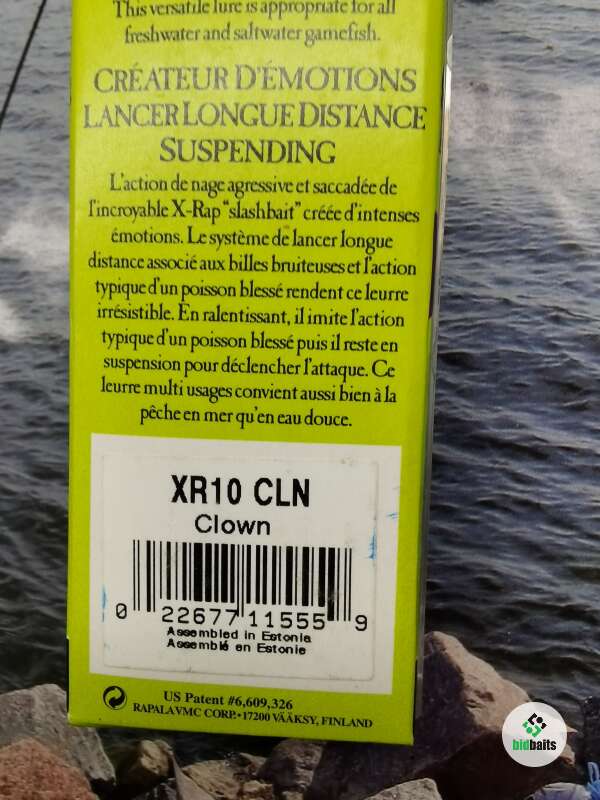 This versatile lure is appropriate for all
freshwater and saltwater gamefish.
CRÉATEUR D'ÉMOTIONS
LANCER LONGUE DISTANCE
SUSPENDING
L'action de nage agressive et saccadée de
l'incroyable X-Rap "slashbait" créée d'intenses
émotions. Le système de lancer longue
distance associé aux billes bruiteuses et l'action
typique d'un poisson blessé rendent ce leurre
irrésistible. En ralentissant, il imite l'action
typique d'un poisson blessé puis il reste en
suspension pour déclencher l'attaque. Ce
leurre multi usages convient aussi bien à la
pêche en mer qu'en eau douce.
XR10 CLN
Clown
0 22677 11555 9
Assembled in Estonia
Assemblé en Estonie
US Patent #6,609,326
RAPALA VMC CORP. • 17200 VÄÄKSY, FINLAND
bidbaits